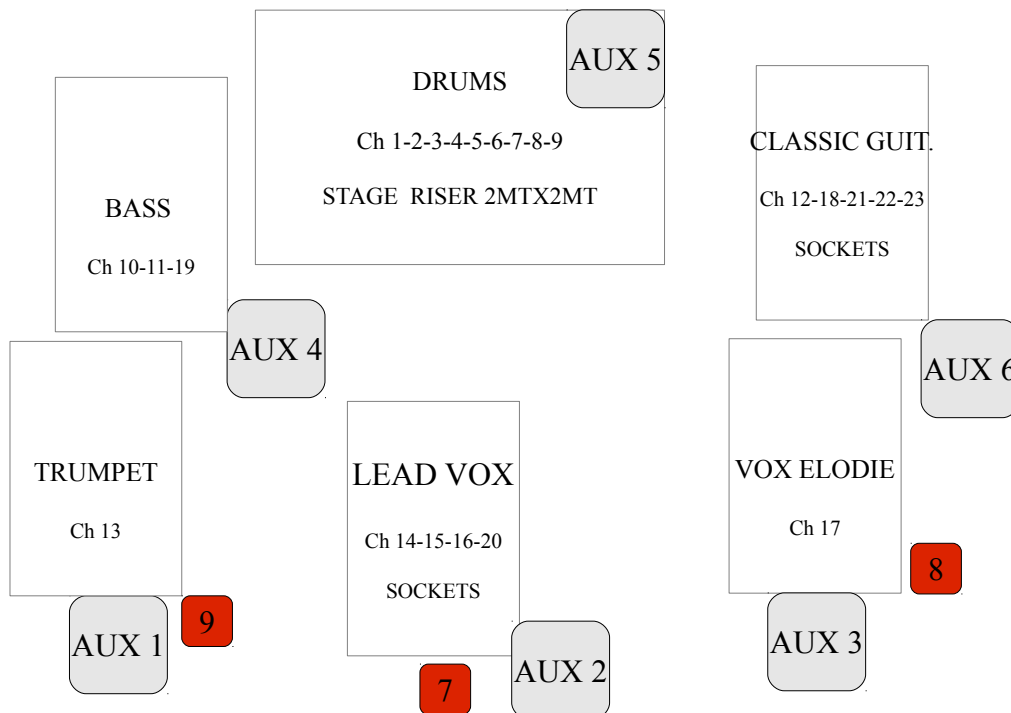 DRUMS
Ch 1-2-3-4-5-6-7-8-9
STAGE RISER 2MTX2MT
AUX 5
BASS
Ch 10-11-19
AUX 4
CLASSIC GUIT.
Ch 12-18-21-22-23
SOCKETS
AUX 6
TRUMPET
Ch 13
AUX 1
9
LEAD VOX
Ch 14-15-16-20
SOCKETS
7
AUX 2
VOX ELODIE
Ch 17
8
AUX 3